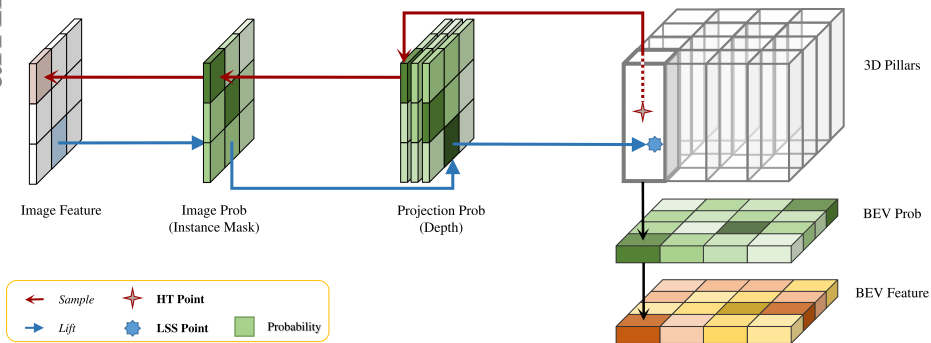 3D Pillars
Image Feature
Image Prob
(Instance Mask)
Projection Prob
(Depth)
BEV Prob
BEV Feature
Sample
HT Point
Lift
LSS Point
Probability